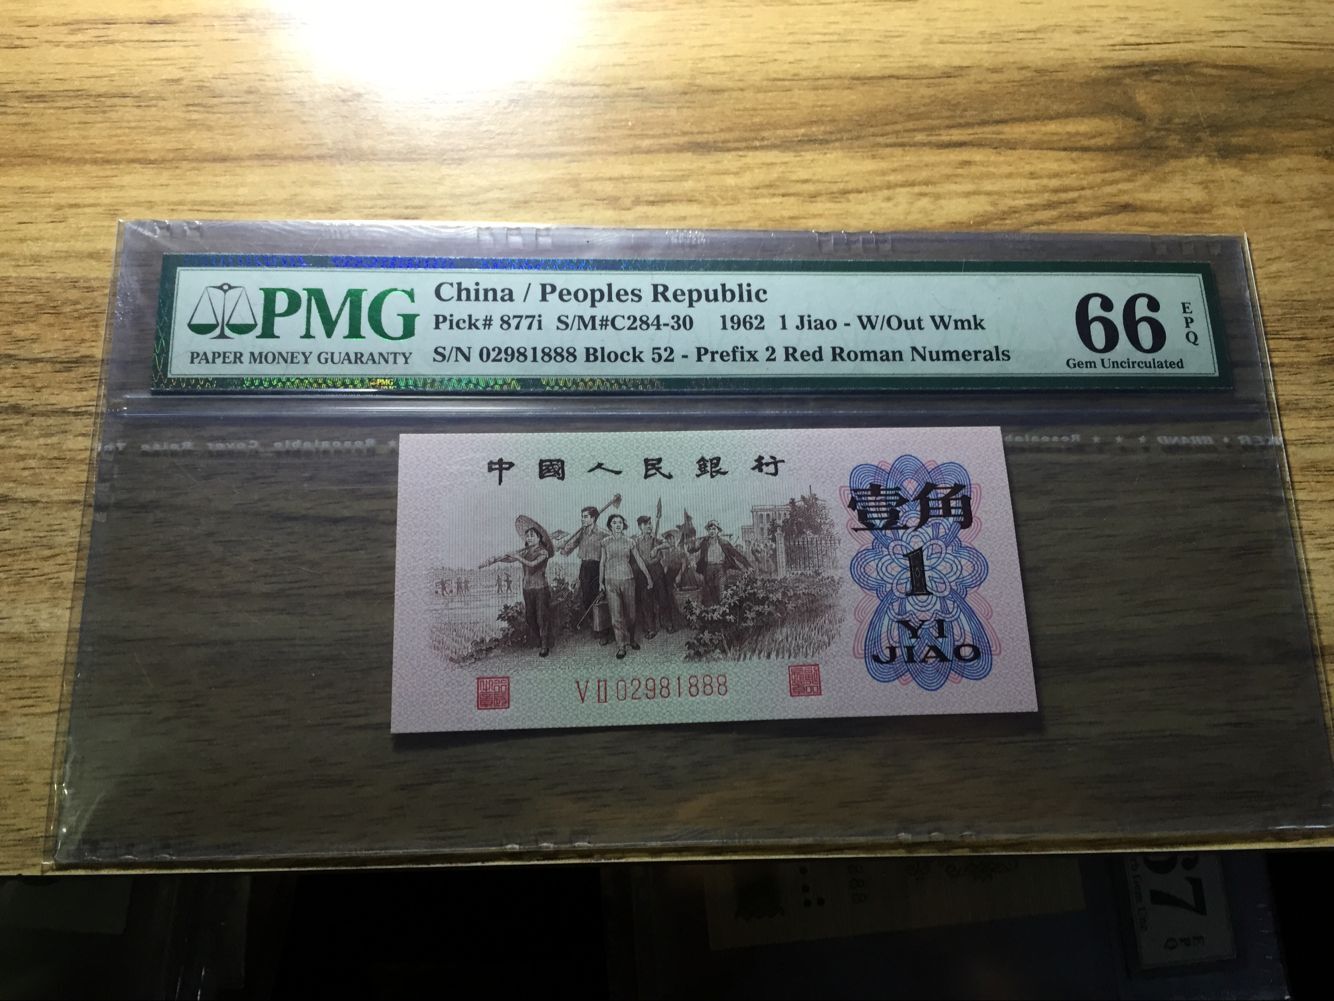 PMG
PAPER MONEY GUARANTY
China / Peoples Republic
Pick# 877i S/M#C284-30 1962 1 Jiao - W/Out Wmk
S/N 02981888 Block 52 - Prefix 2 Red Roman Numerals
66
EPQ
Gem Uncirculated
中國人民銀行
壹角
1
YI
JIAO
VⅡ02981888